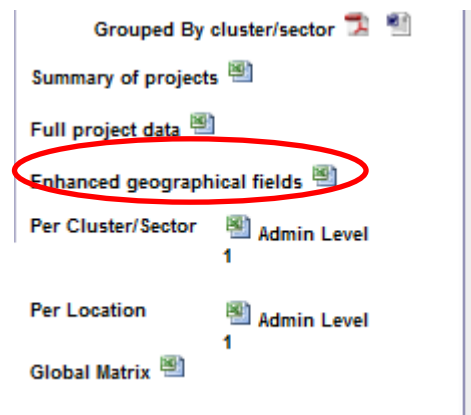 Grouped By cluster/sector
Summary of projects
Full project data
Enhanced geographical fields
Per Cluster/Sector Admin Level
1
Per Location Admin Level
1
Global Matrix